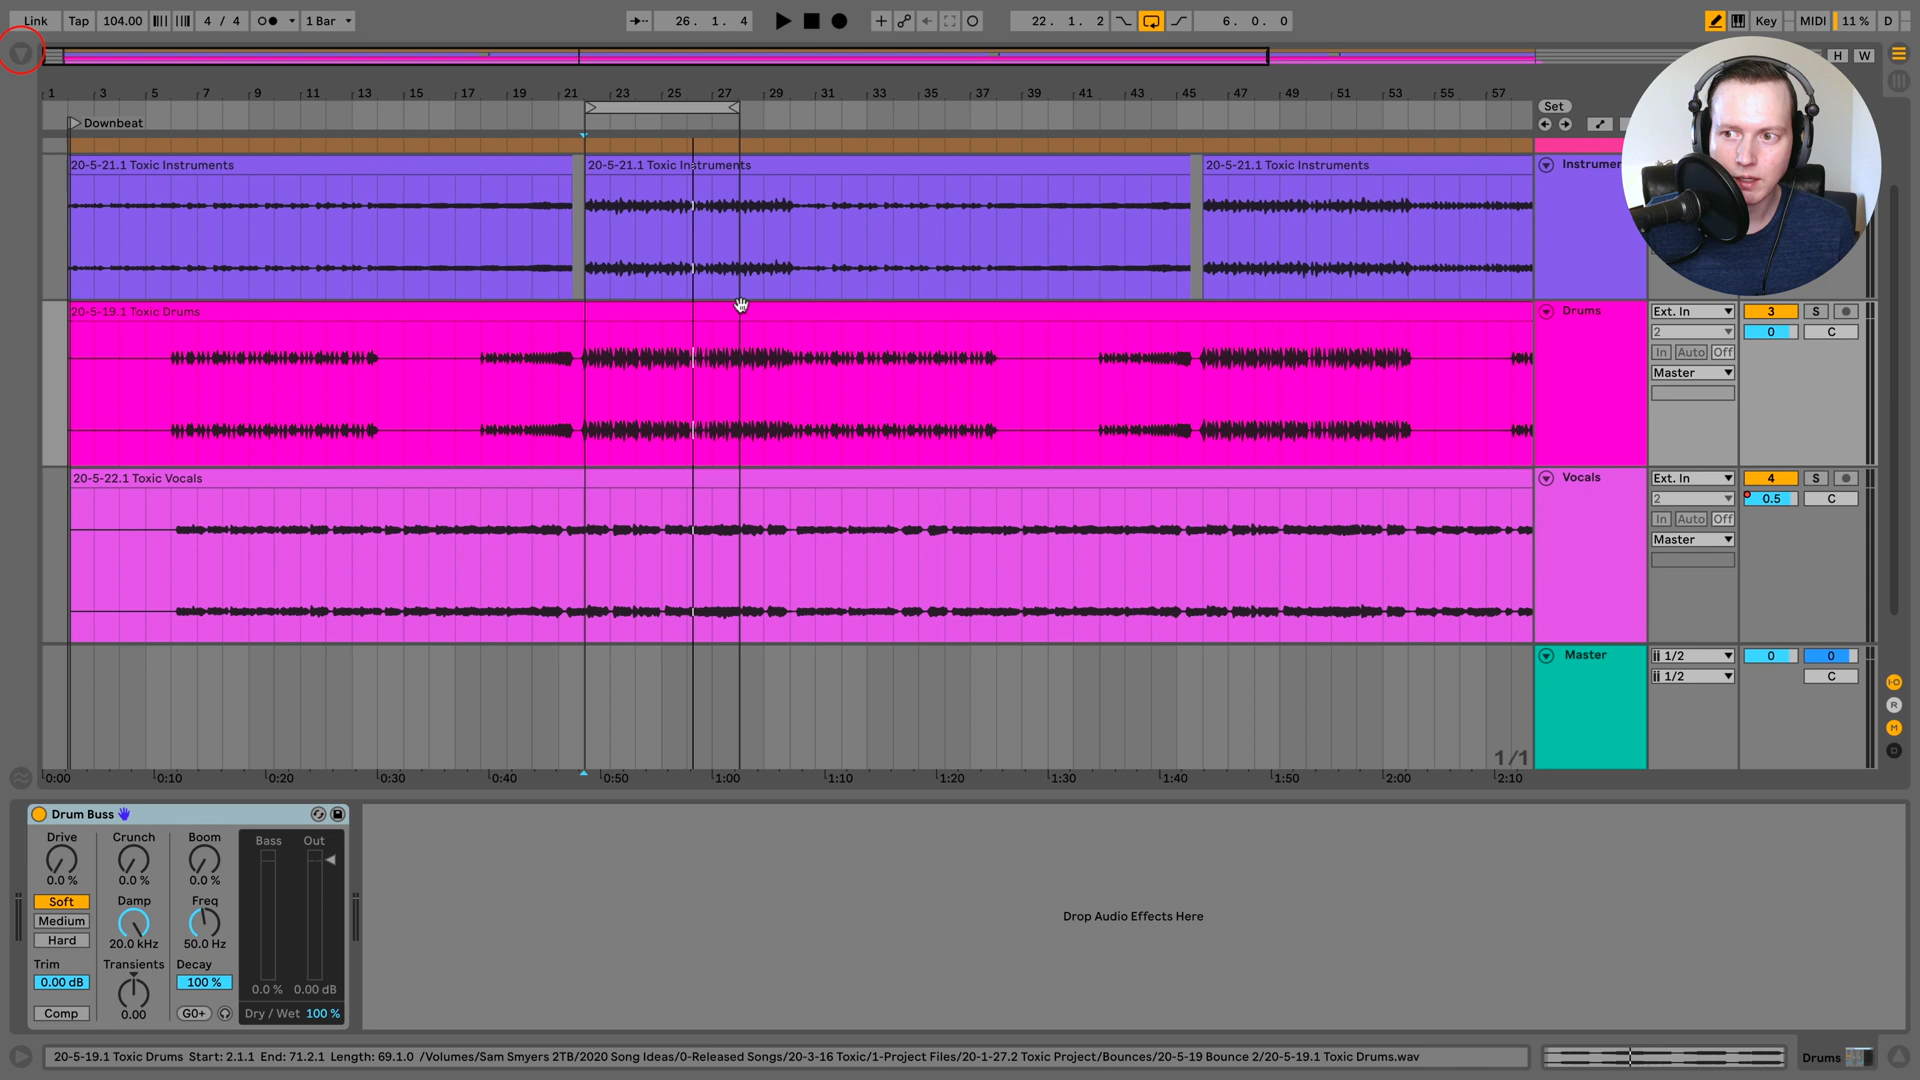 Link Tap 104.00 4 / 4 1 Bar 26. 1. 4 22. 1. 2 6. 0. 0 Key MIDI 11 % D
H W
1 3 5 7 9 11 13 15 17 19 21 23 25 27 29 31 33 35 37 39 41 43 45 47 49 51 53 55 57
Set
Downbeat
20-5-21.1 Toxic Instruments 20-5-21.1 Toxic Instruments 20-5-21.1 Toxic Instruments
20-5-19.1 Toxic Drums Drums Ext. In 3 S
2 0 C
In Auto Off
Master
20-5-22.1 Toxic Vocals Vocals Ext. In 4 S
2 0.5 C
In Auto Off
Master
Master 1/2 0 0
1/2 C
I-O
R
M
D
1/1
0:00 0:10 0:20 0:30 0:40 0:50 1:00 1:10 1:20 1:30 1:40 1:50 2:00 2:10
Drum Buss
Drive Crunch Boom Bass Out
0.0 % 0.0 % 0.0 %
Soft Damp Freq
Medium
Hard 20.0 kHz 50.0 Hz
Trim Transients Decay
0.00 dB 100 % 0.0 % 0.00 dB
Comp 0.00 G0+ Dry / Wet 100 %
Drop Audio Effects Here
20-5-19.1 Toxic Drums Start: 2.1.1 End: 71.2.1 Length: 69.1.0 /Volumes/Sam Smyers 2TB/2020 Song Ideas/0-Released Songs/20-3-16 Toxic/1-Project Files/20-1-27.2 Toxic Project/Bounces/20-5-19 Bounce 2/20-5-19.1 Toxic Drums.wav
Drums